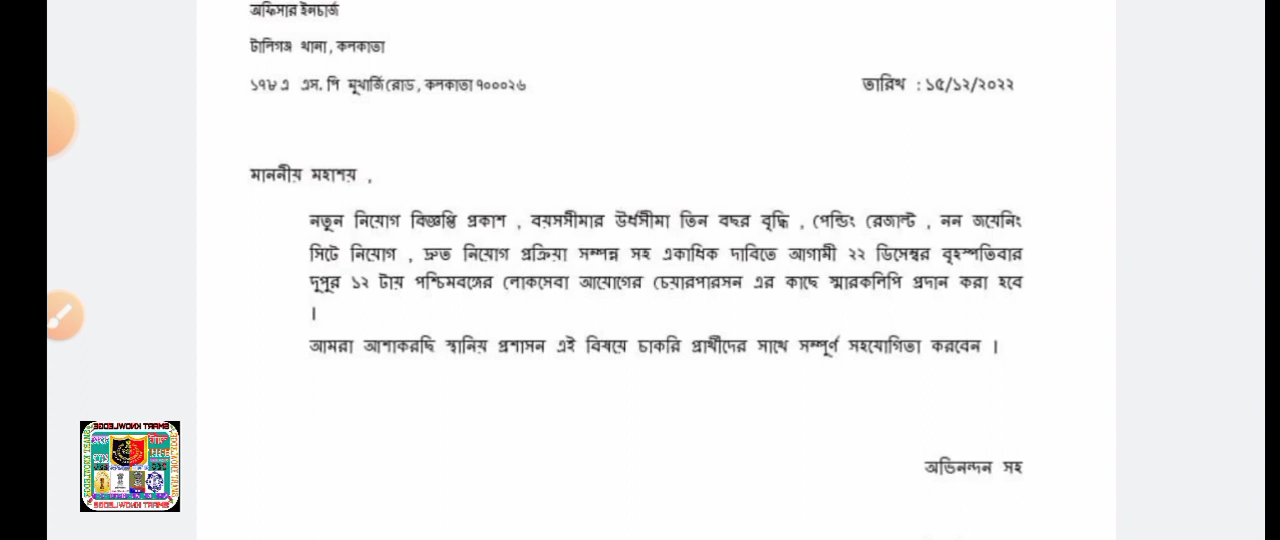 অফিসার ইনচার্জ
টালিগঞ্জ থানা , কলকাতা
১৭৮ এ এস. পি মুখার্জি রোড , কলকাতা ৭০০০২৬
তারিখ : ১৫/১২/২০২২
মাননীয় মহাশয় ,
নতুন নিয়োগ বিজ্ঞপ্তি প্রকাশ , বয়সসীমার উর্ধসীমা তিন বছর বৃদ্ধি , পেন্ডিং রেজাল্ট , নন জয়েনিং
সিটে নিয়োগ , দ্রুত নিয়োগ প্রক্রিয়া সম্পন্ন সহ একাধিক দাবিতে আগামী ২২ ডিসেম্বর বৃহস্পতিবার
দুপুর ১২ টায় পশ্চিমবঙ্গের লোকসেবা আয়োগের চেয়ারপারসন এর কাছে স্মারকলিপি প্রদান করা হবে
।
আমরা আশাকরছি স্থানিয় প্রশাসন এই বিষয়ে চাকরি প্রার্থীদের সাথে সম্পূর্ণ সহযোগিতা করবেন ।
অভিনন্দন সহ
SMART KNOWLEDGE